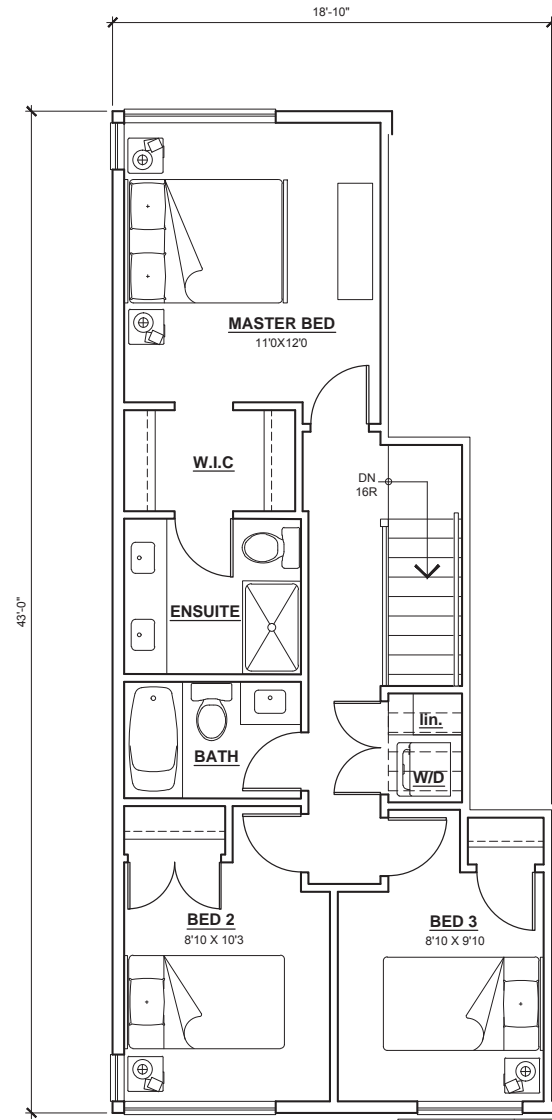 18'-10"
MASTER BED
11'0X12'0
W.I.C
DN
16R
43'-0"
ENSUITE
lin.
BATH
W/D
BED 2
8'10 X 10'3
BED 3
8'10 X 9'10